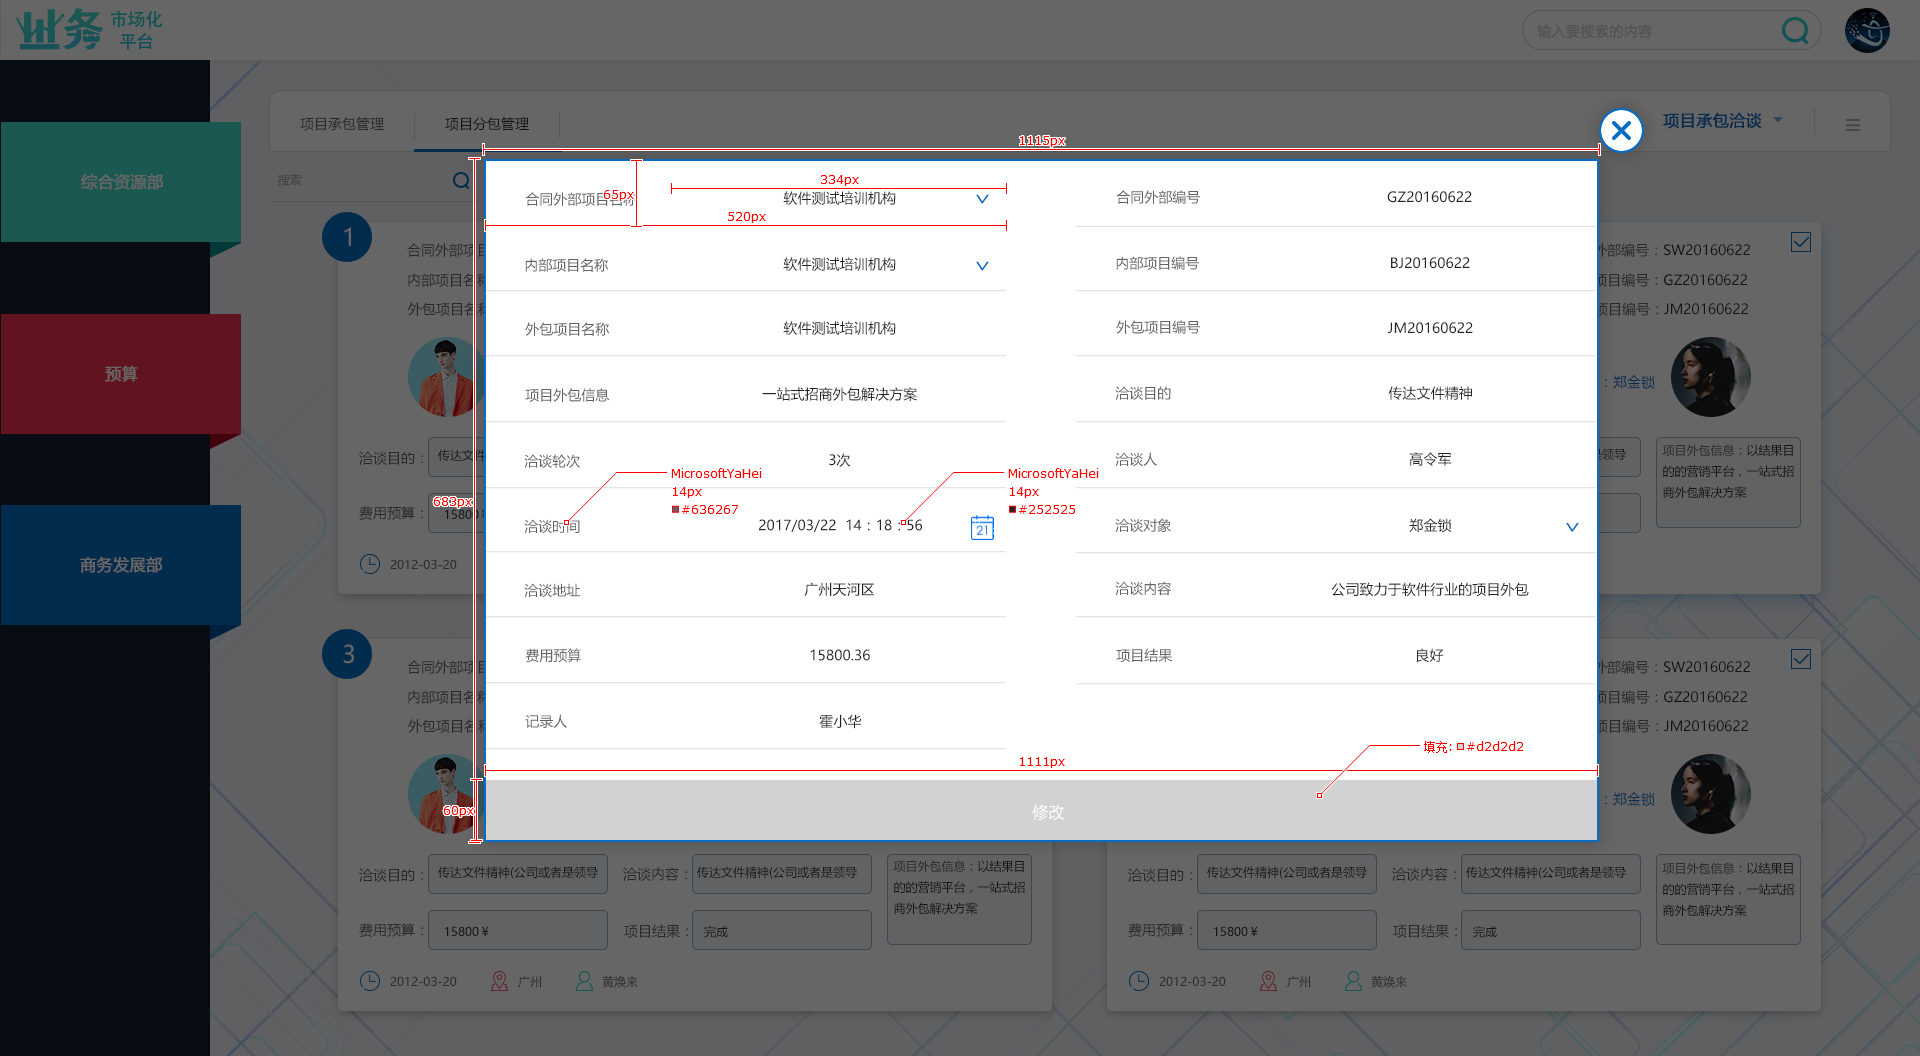 业务 市场化
平台
输入要搜索的内容
项目承包管理
项目分包管理
项目承包洽谈
搜索
综合资源部
预算
商务发展部
1115px
334px
65px
520px
683px
1111px
60px
合同外部项目名称
软件测试培训机构
合同外部编号
GZ20160622
内部项目名称
软件测试培训机构
内部项目编号
BJ20160622
外包项目名称
软件测试培训机构
外包项目编号
JM20160622
项目外包信息
一站式招商外包解决方案
洽谈目的
传达文件精神
洽谈轮次
3次
洽谈人
高令军
MicrosoftYaHei
14px
#636267
MicrosoftYaHei
14px
#252525
洽谈时间
2017/03/22 14：18：56
21
洽谈对象
郑金锁
洽谈地址
广州天河区
洽谈内容
公司致力于软件行业的项目外包
费用预算
15800.36
项目结果
良好
记录人
霍小华
填充: #d2d2d2
修改
1
合同外部项目
内部项目名
外包项目名
洽谈目的：
传达文件
费用预算：
15800 ¥
2012-03-20
外部编号：SW20160622
项目编号：GZ20160622
项目编号：JM20160622
：郑金锁
是领导
项目外包信息：以结果目
的的营销平台，一站式招
商外包解决方案
3
合同外部项目
内部项目名
外包项目名
洽谈目的：
传达文件精神(公司或者是领导
洽谈内容：
传达文件精神(公司或者是领导
项目外包信息：以结果目
的的营销平台，一站式招
商外包解决方案
费用预算：
15800 ¥
项目结果：
完成
2012-03-20
广州
黄焕来
外部编号：SW20160622
项目编号：GZ20160622
项目编号：JM20160622
：郑金锁
洽谈目的：
传达文件精神(公司或者是领导
洽谈内容：
传达文件精神(公司或者是领导
项目外包信息：以结果目
的的营销平台，一站式招
商外包解决方案
费用预算：
15800 ¥
项目结果：
完成
2012-03-20
广州
黄焕来